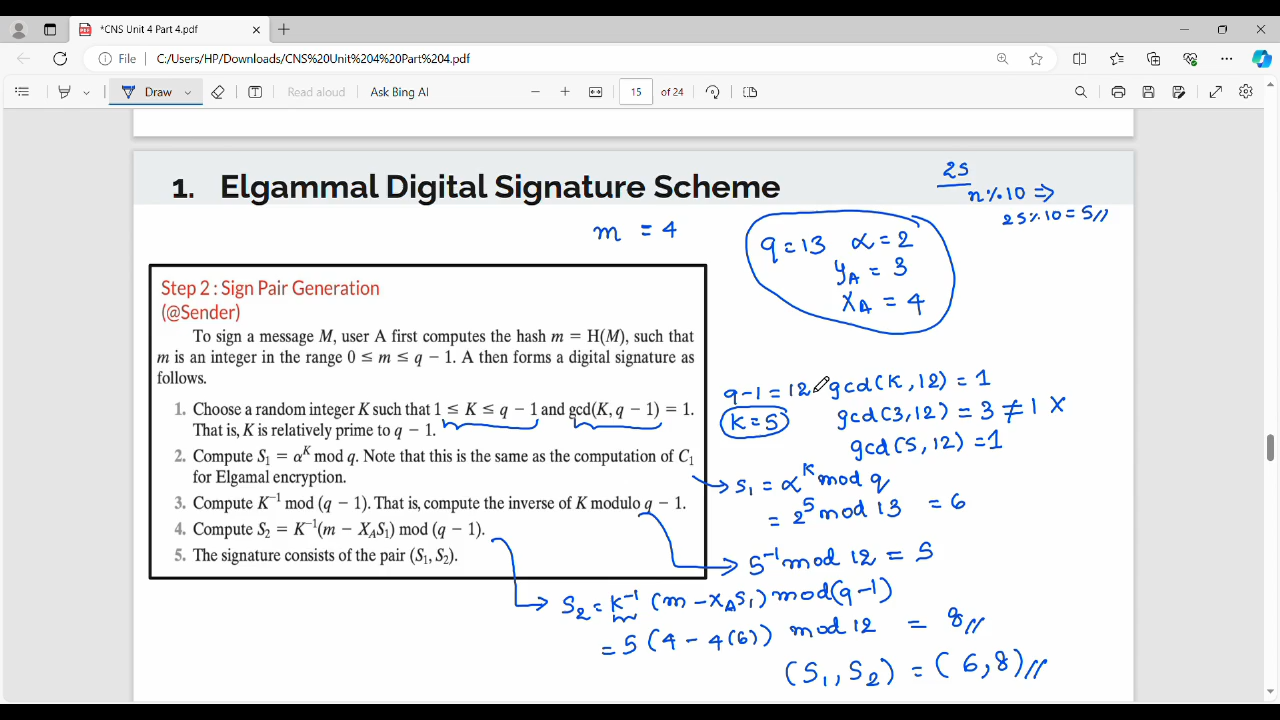 *CNS Unit 4 Part 4.pdf
File C:/Users/HP/Downloads/CNS%20Unit%204%20Part%204.pdf
Draw Read aloud Ask Bing AI 15 of 24
1. Elgammal Digital Signature Scheme
25
n%10 ⇒
25%10 = 5//
m = 4
q = 13 α = 2
y_A = 3
X_A = 4
Step 2 : Sign Pair Generation
(@Sender)
To sign a message M, user A first computes the hash m = H(M), such that
m is an integer in the range 0 ≤ m ≤ q − 1. A then forms a digital signature as
follows.
1. Choose a random integer K such that 1 ≤ K ≤ q − 1 and gcd(K, q − 1) = 1.
That is, K is relatively prime to q − 1.
2. Compute S₁ = α^K mod q. Note that this is the same as the computation of C₁
for Elgamal encryption.
3. Compute K⁻¹ mod (q − 1). That is, compute the inverse of K modulo q − 1.
4. Compute S₂ = K⁻¹(m − X_A S₁) mod (q − 1).
5. The signature consists of the pair (S₁, S₂).
q-1 = 12 gcd(K, 12) = 1
K = 5 gcd(3,12) = 3 ≠ 1 X
gcd(5, 12) = 1
S₁ = α^K mod q
= 2⁵ mod 13 = 6
5⁻¹ mod 12 = 5
S₂ = K⁻¹ (m - X_A S₁) mod (q-1)
= 5 (4 - 4(6)) mod 12 = 8//
(S₁, S₂) = (6,8)//